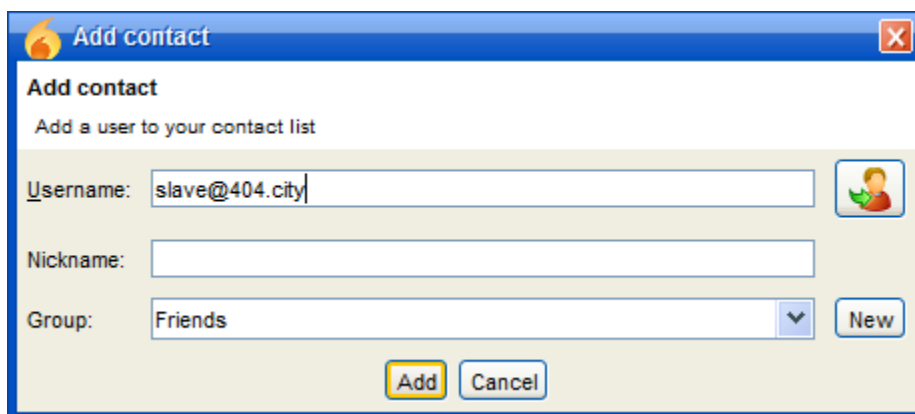 Add contact
Add contact
Add a user to your contact list
Username: slave@404.city
Nickname:
Group: Friends New
Add Cancel